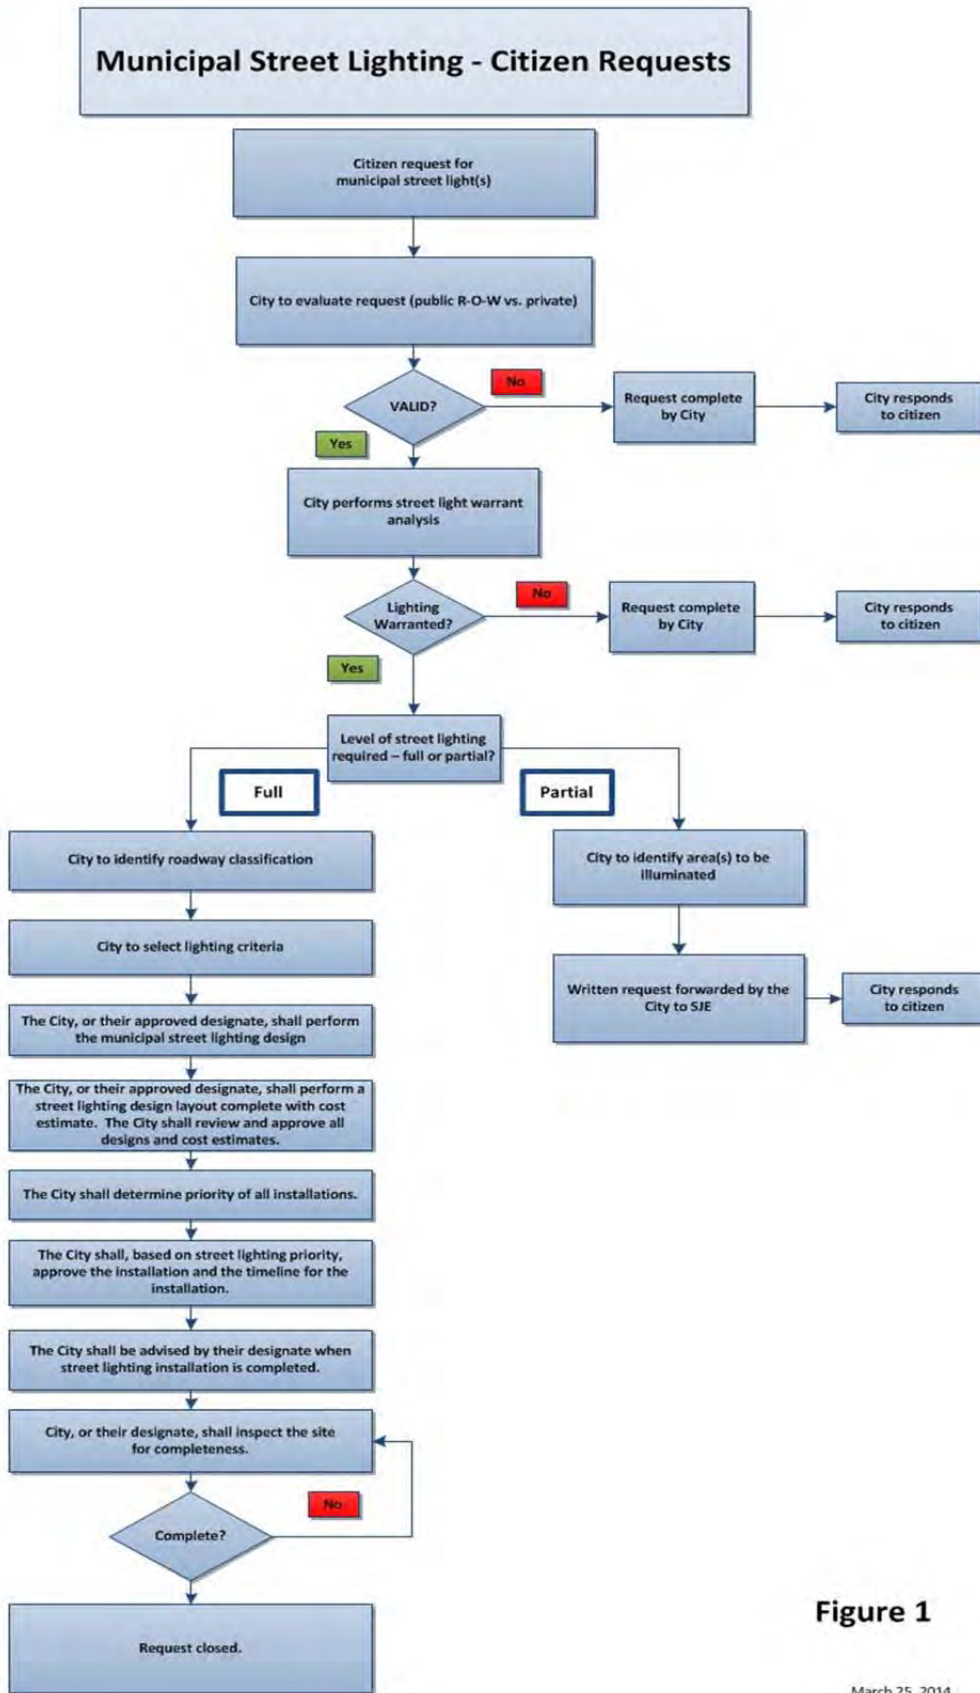 Municipal Street Lighting - Citizen Requests
Citizen request for
municipal street light(s)
City to evaluate request (public R-O-W vs. private)
VALID?
No
Request complete
by City
City responds
to citizen
Yes
City performs street light warrant
analysis
Lighting
Warranted?
No
Request complete
by City
City responds
to citizen
Yes
Level of street lighting
required – full or partial?
Full
Partial
City to identify roadway classification
City to select lighting criteria
The City, or their approved designate, shall perform
the municipal street lighting design
The City, or their approved designate, shall perform a
street lighting design layout complete with cost
estimate. The City shall review and approve all
designs and cost estimates.
The City shall determine priority of all installations.
The City shall, based on street lighting priority,
approve the installation and the timeline for the
installation.
The City shall be advised by their designate when
street lighting installation is completed.
City, or their designate, shall inspect the site
for completeness.
No
Complete?
Request closed.
City to identify area(s) to be
illuminated
Written request forwarded by the
City to SJE
City responds
to citizen
Figure 1
March 25, 2014